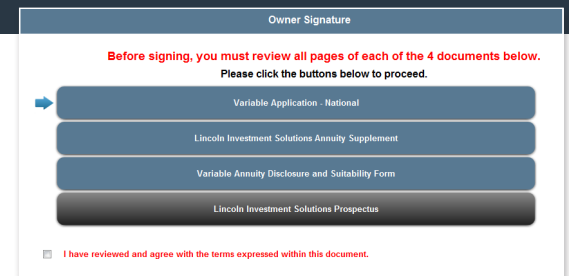 Owner Signature
Before signing, you must review all pages of each of the 4 documents below.
Please click the buttons below to proceed.
Variable Application - National
Lincoln Investment Solutions Annuity Supplement
Variable Annuity Disclosure and Suitability Form
Lincoln Investment Solutions Prospectus
I have reviewed and agree with the terms expressed within this document.